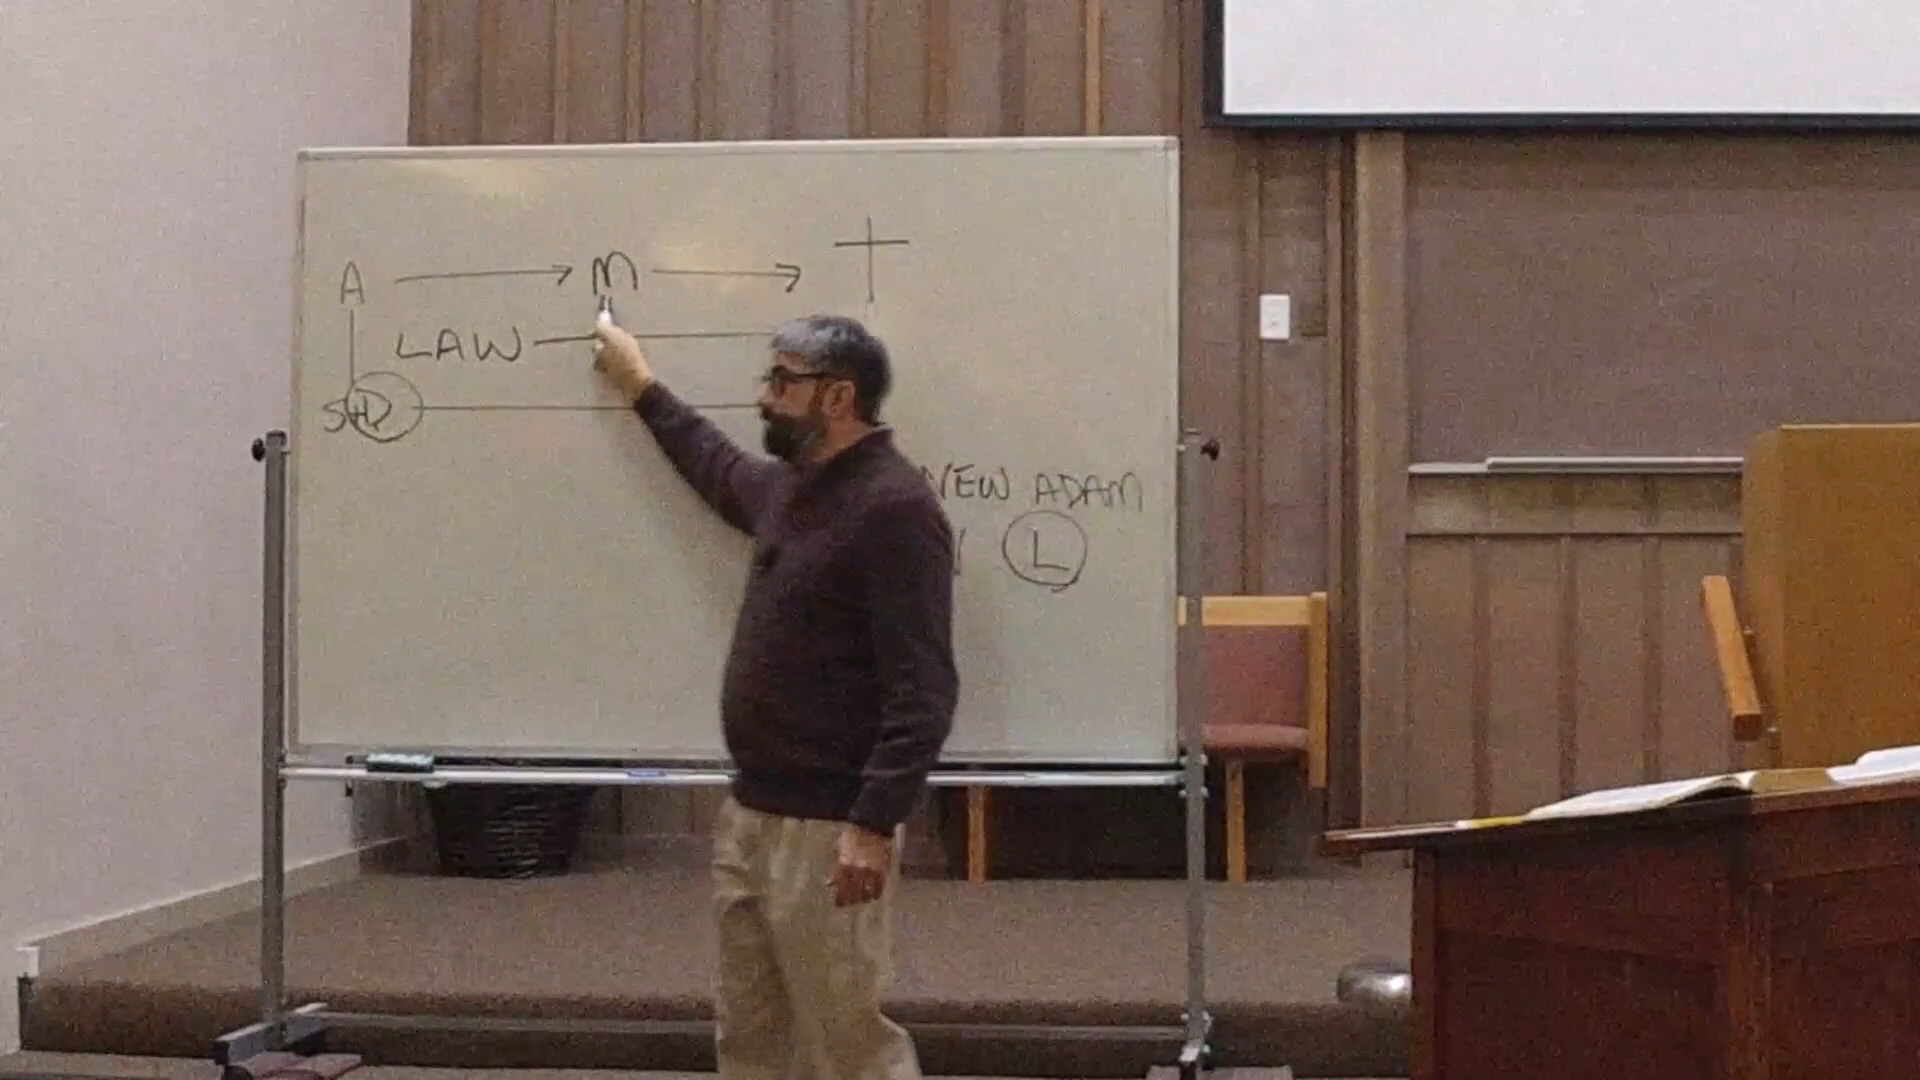 A → M →
LAW
S+D
NEW ADAM
L